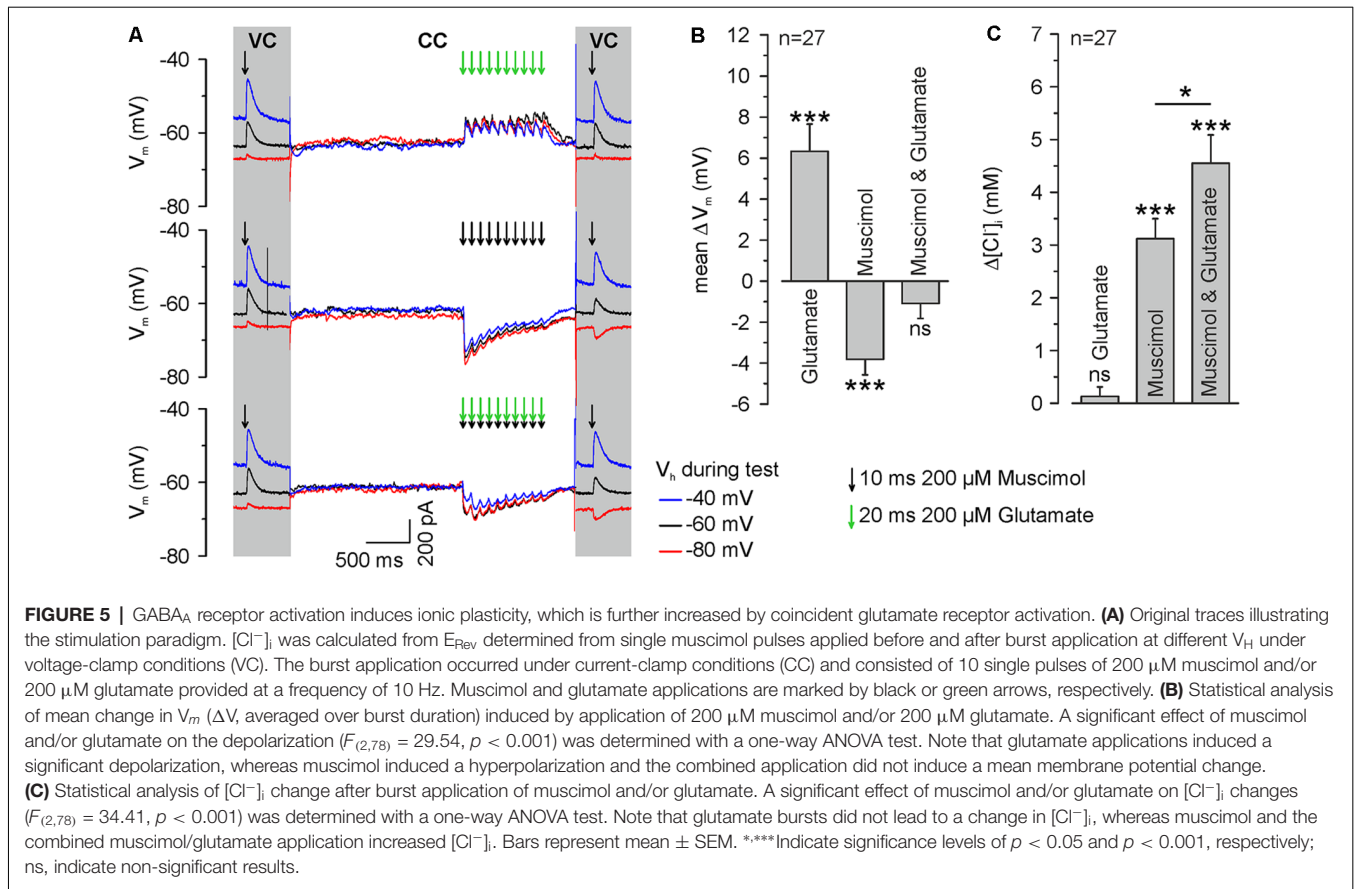 A
VC
CC
VC
-40
-60
-80
Vm (mV)
-40
-60
-80
Vm (mV)
-40
-60
-80
Vm (mV)
500 ms
200 pA
Vh during test
-40 mV
-60 mV
-80 mV
10 ms 200 µM Muscimol
20 ms 200 µM Glutamate
B
n=27
mean Δ Vm (mV)
12
10
8
6
4
2
0
-2
-4
-6
***
Glutamate
Muscimol
***
Muscimol & Glutamate
ns
C
n=27
Δ[Cl⁻]i (mM)
7
6
5
4
3
2
1
0
ns
Glutamate
***
Muscimol
*
***
Muscimol & Glutamate
FIGURE 5 | GABAA receptor activation induces ionic plasticity, which is further increased by coincident glutamate receptor activation. (A) Original traces illustrating
the stimulation paradigm. [Cl⁻]i was calculated from ERev determined from single muscimol pulses applied before and after burst application at different VH under
voltage-clamp conditions (VC). The burst application occurred under current-clamp conditions (CC) and consisted of 10 single pulses of 200 µM muscimol and/or
200 µM glutamate provided at a frequency of 10 Hz. Muscimol and glutamate applications are marked by black or green arrows, respectively. (B) Statistical analysis
of mean change in Vm (ΔV, averaged over burst duration) induced by application of 200 µM muscimol and/or 200 µM glutamate. A significant effect of muscimol
and/or glutamate on the depolarization (F(2,78) = 29.54, p < 0.001) was determined with a one-way ANOVA test. Note that glutamate applications induced a
significant depolarization, whereas muscimol induced a hyperpolarization and the combined application did not induce a mean membrane potential change.
(C) Statistical analysis of [Cl⁻]i change after burst application of muscimol and/or glutamate. A significant effect of muscimol and/or glutamate on [Cl⁻]i changes
(F(2,78) = 34.41, p < 0.001) was determined with a one-way ANOVA test. Note that glutamate bursts did not lead to a change in [Cl⁻]i, whereas muscimol and the
combined muscimol/glutamate application increased [Cl⁻]i. Bars represent mean ± SEM. *,***Indicate significance levels of p < 0.05 and p < 0.001, respectively;
ns, indicate non-significant results.